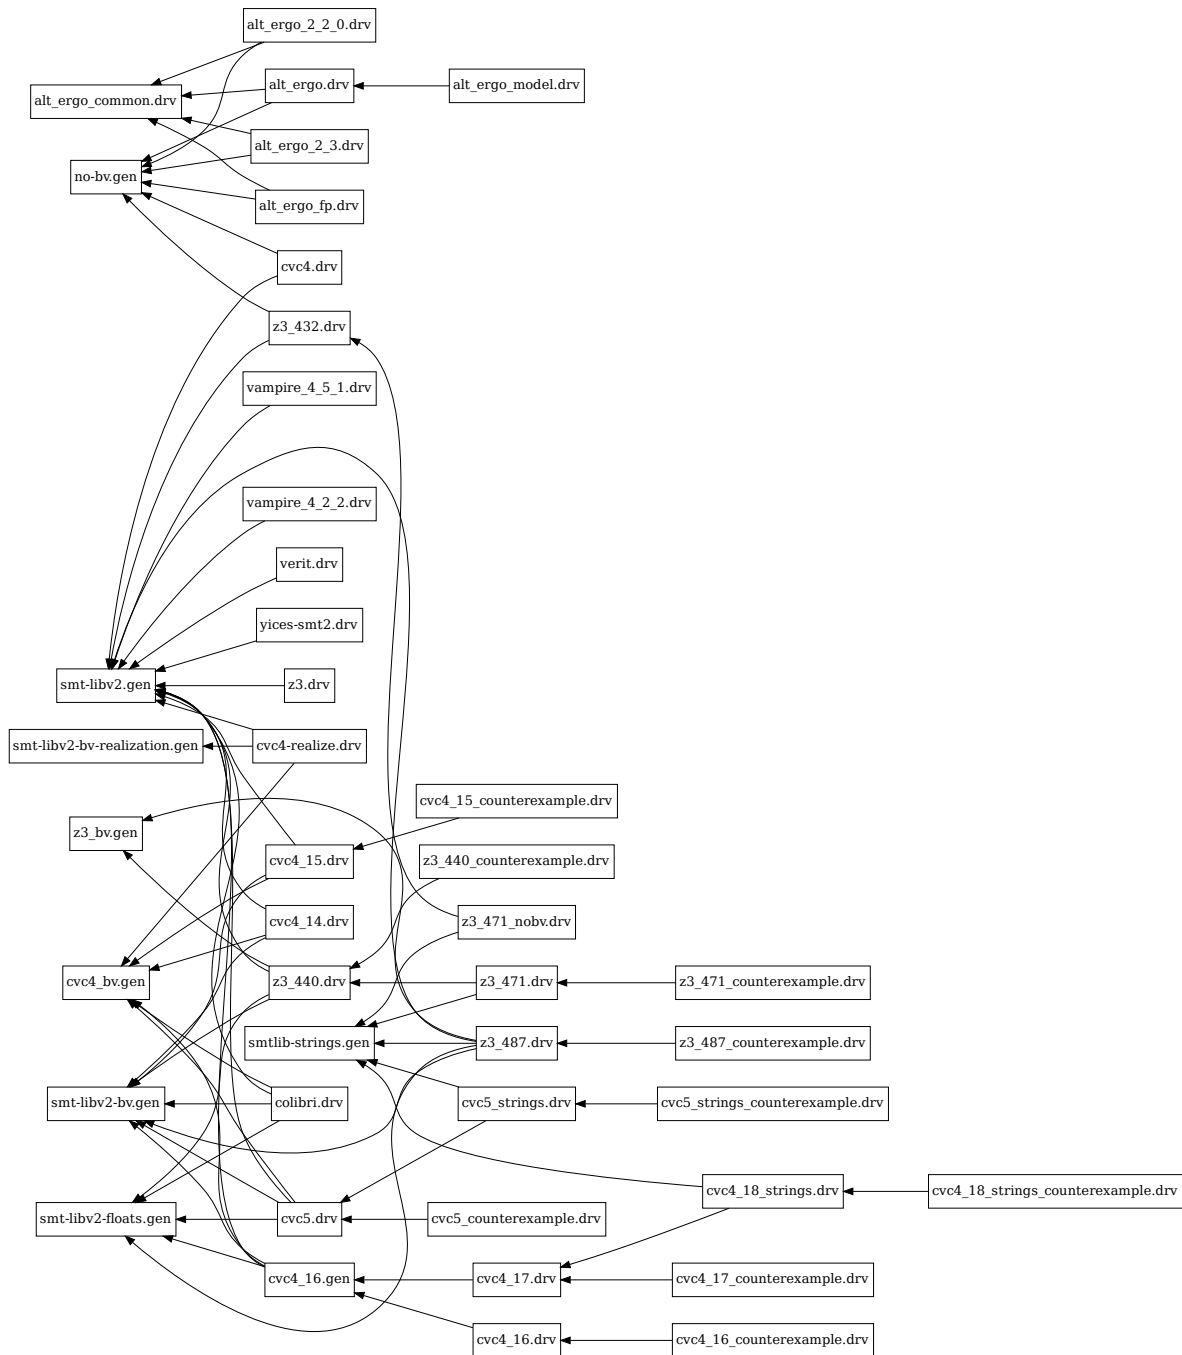 alt_ergo_2_2_0.drv
alt_ergo.drv
alt_ergo_model.drv
alt_ergo_common.drv
alt_ergo_2_3.drv
no-bv.gen
alt_ergo_fp.drv
cvc4.drv
z3_432.drv
vampire_4_5_1.drv
vampire_4_2_2.drv
verit.drv
yices-smt2.drv
smt-libv2.gen
z3.drv
smt-libv2-bv-realization.gen
cvc4-realize.drv
cvc4_15_counterexample.drv
z3_bv.gen
cvc4_15.drv
z3_440_counterexample.drv
cvc4_14.drv
z3_471_nobv.drv
cvc4_bv.gen
z3_440.drv
z3_471.drv
z3_471_counterexample.drv
smtlib-strings.gen
z3_487.drv
z3_487_counterexample.drv
smt-libv2-bv.gen
colibri.drv
cvc5_strings.drv
cvc5_strings_counterexample.drv
cvc4_18_strings.drv
cvc4_18_strings_counterexample.drv
smt-libv2-floats.gen
cvc5.drv
cvc5_counterexample.drv
cvc4_16.gen
cvc4_17.drv
cvc4_17_counterexample.drv
cvc4_16.drv
cvc4_16_counterexample.drv